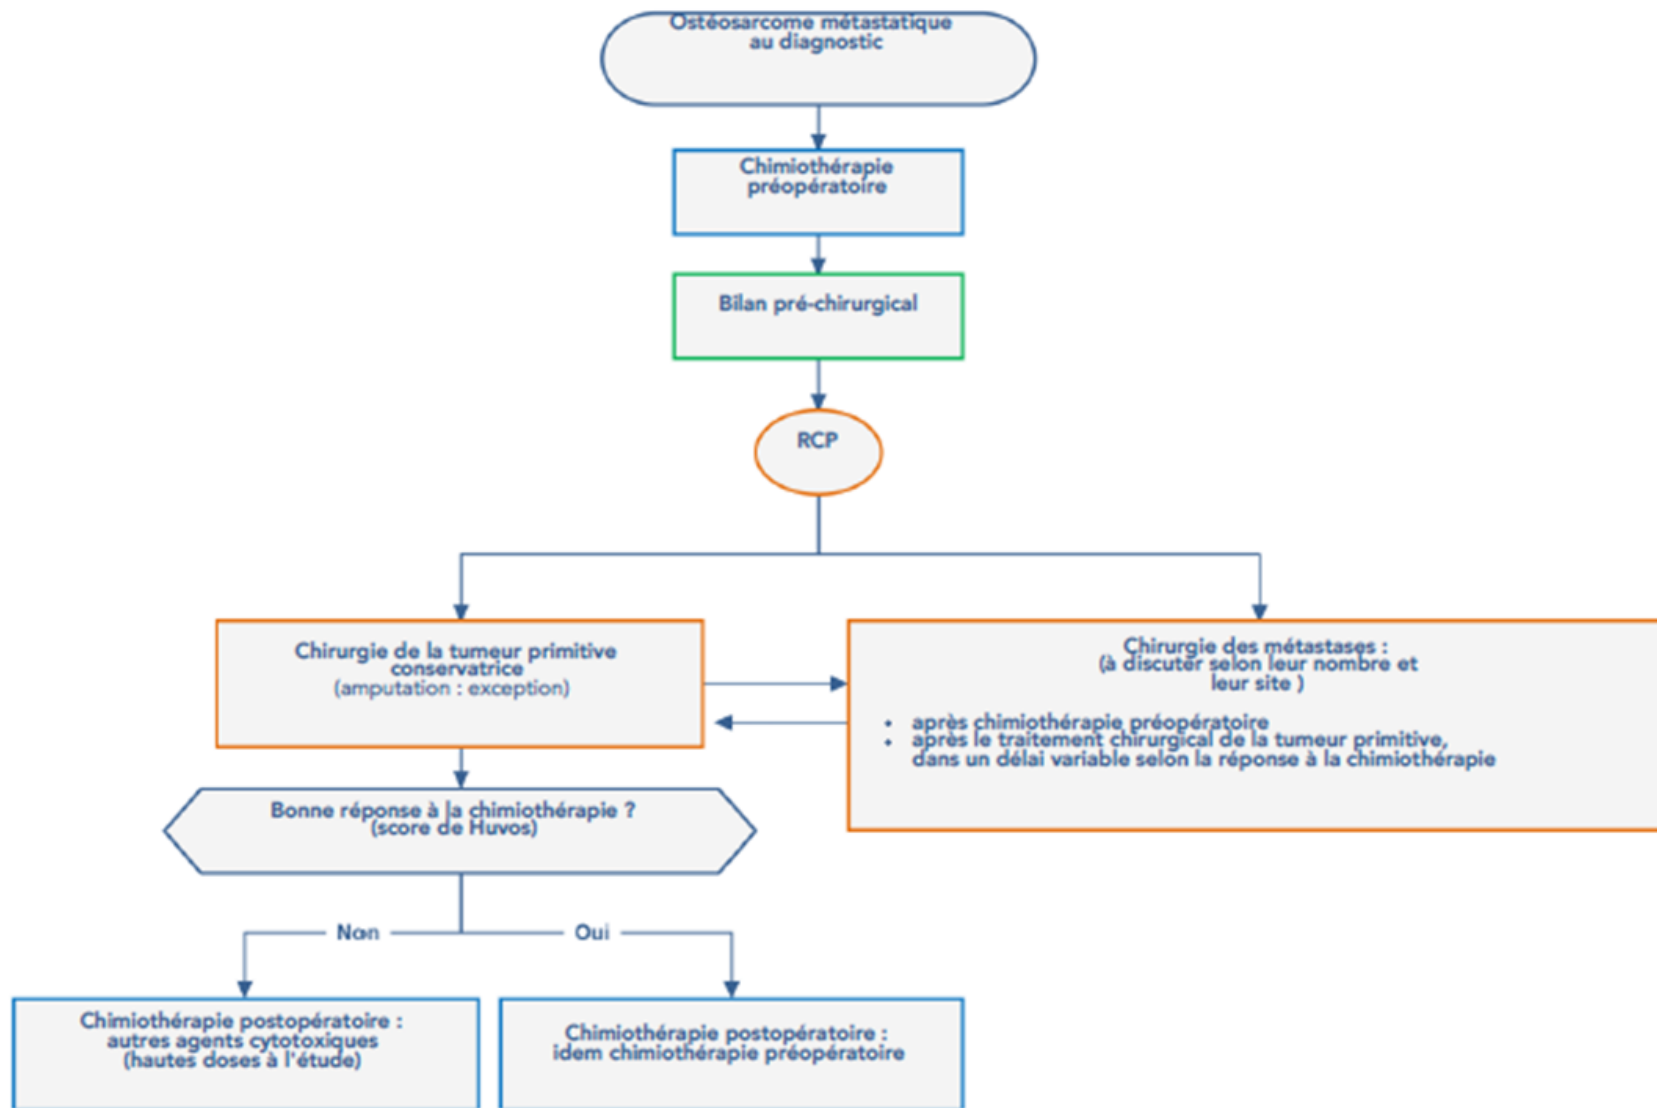 Ostéosarcome métastatique
au diagnostic
Chimiothérapie
préopératoire
Bilan pré-chirurgical
RCP
Chirurgie de la tumeur primitive
conservatrice
(amputation : exception)
Chirurgie des métastases :
(à discuter selon leur nombre et
leur site )
• après chimiothérapie préopératoire
• après le traitement chirurgical de la tumeur primitive,
dans un délai variable selon la réponse à la chimiothérapie
Bonne réponse à la chimiothérapie ?
(score de Huvos)
Non
Oui
Chimiothérapie postopératoire :
autres agents cytotoxiques
(hautes doses à l'étude)
Chimiothérapie postopératoire :
idem chimiothérapie préopératoire